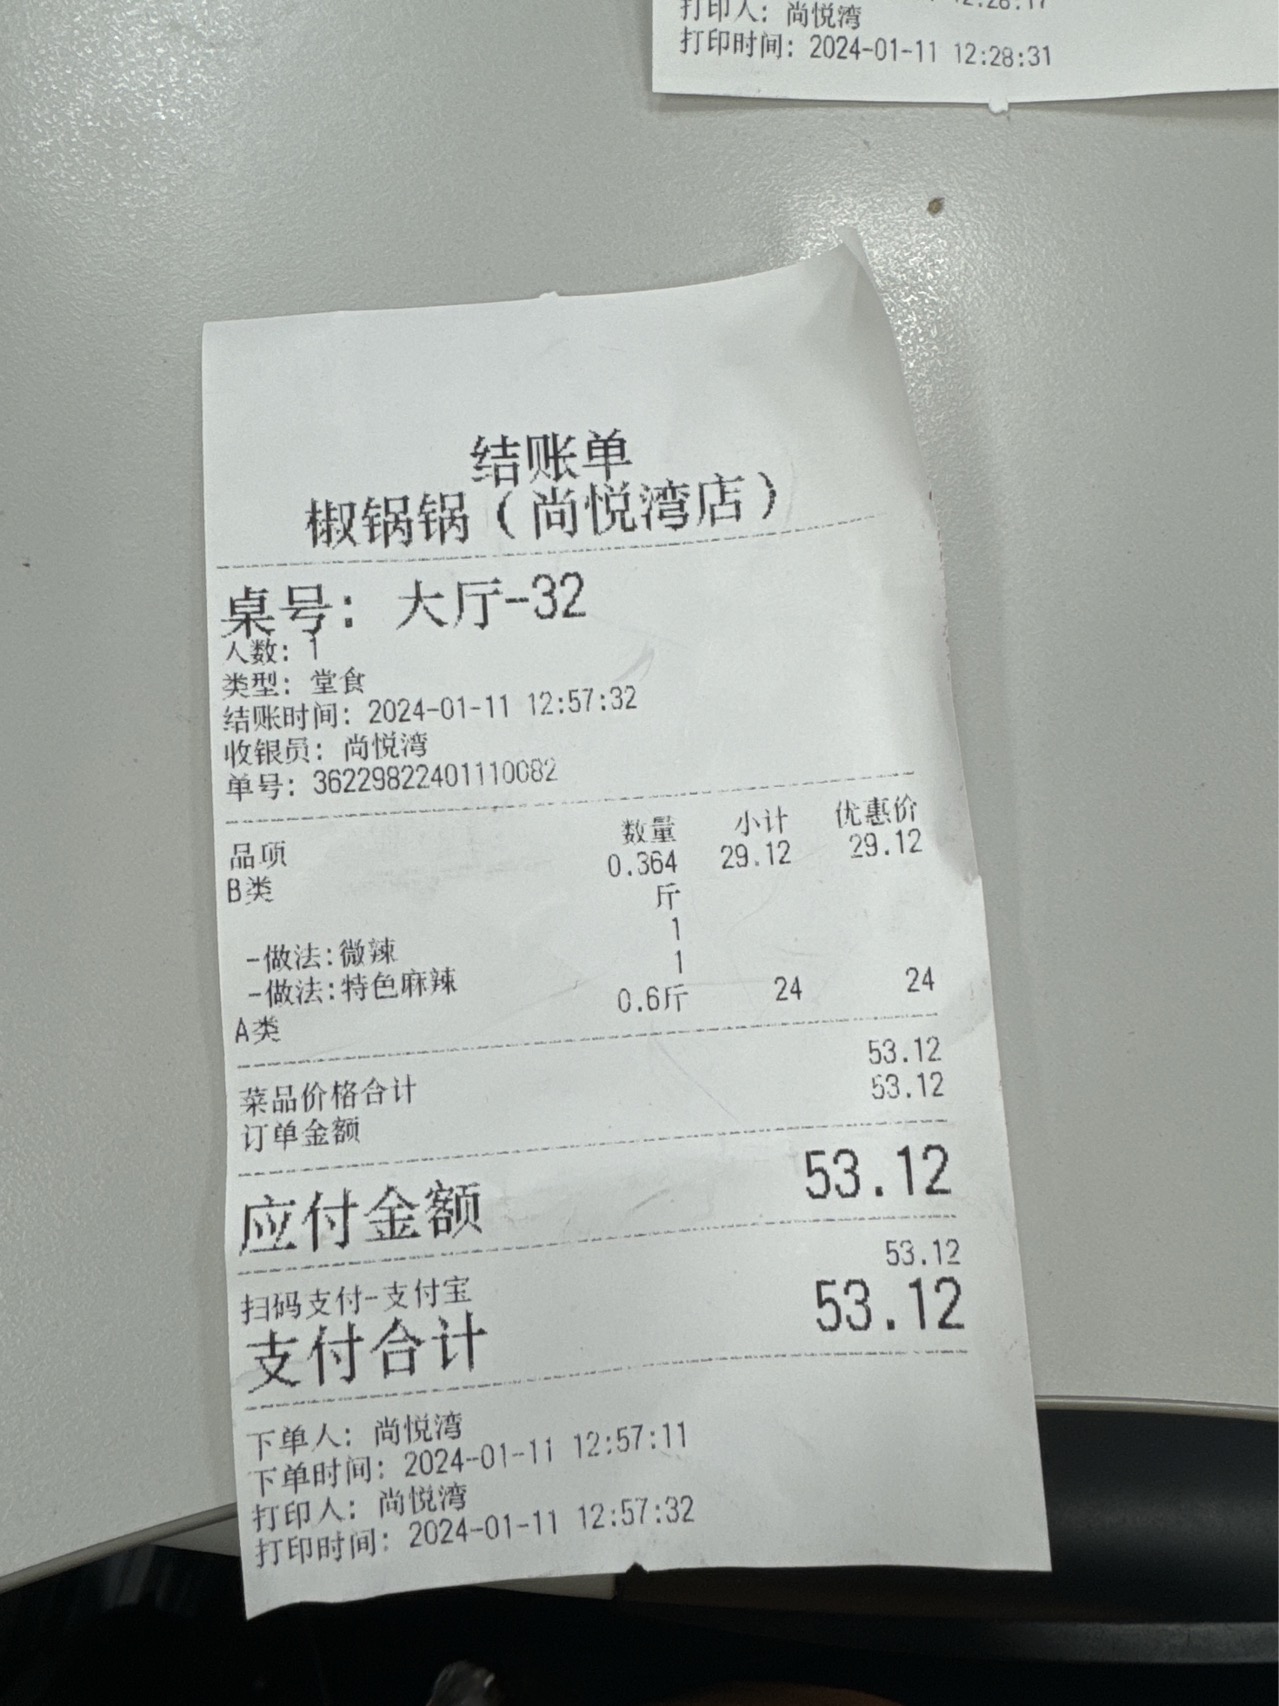 打印人: 尚悦湾
打印时间: 2024-01-11 12:28:31
结账单
椒锅锅（尚悦湾店）
桌号: 大厅-32
人数: 1
类型: 堂食
结账时间: 2024-01-11 12:57:32
收银员: 尚悦湾
单号: 36229822401110082
品项 数量 小计 优惠价
B类 0.364 29.12 29.12
斤
-做法:微辣 1
-做法:特色麻辣 1
A类 0.6斤 24 24
菜品价格合计 53.12
订单金额 53.12
应付金额 53.12
扫码支付-支付宝 53.12
支付合计 53.12
下单人: 尚悦湾
下单时间: 2024-01-11 12:57:11
打印人: 尚悦湾
打印时间: 2024-01-11 12:57:32